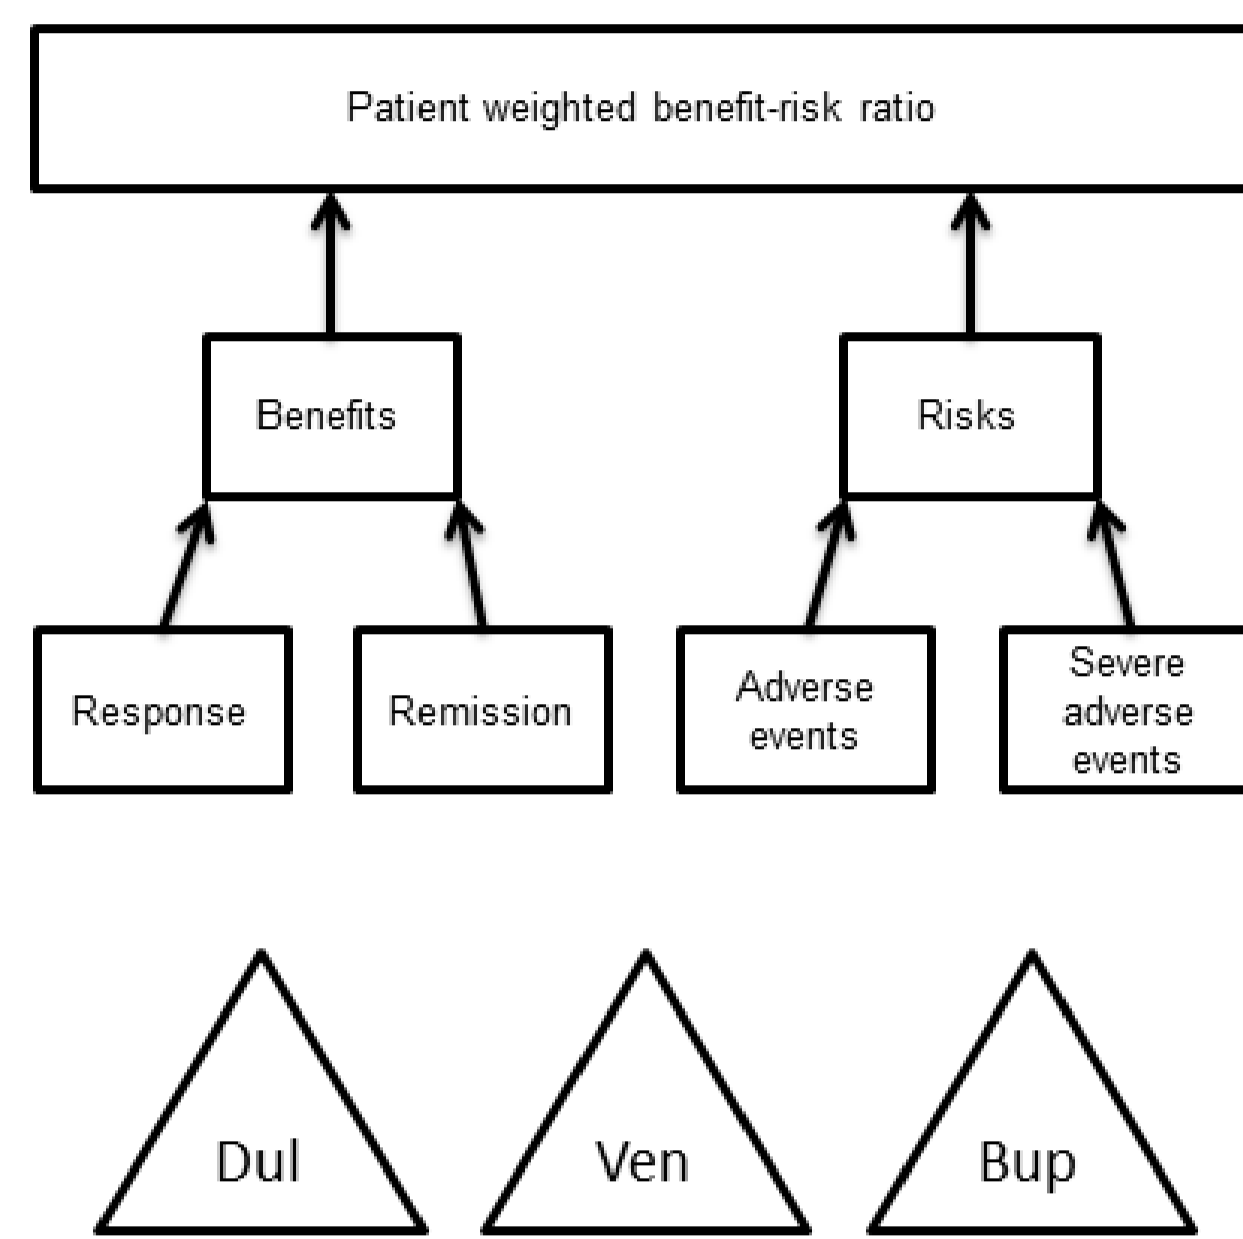 Patient weighted benefit-risk ratio
Benefits
Risks
Response
Remission
Adverse
events
Severe
adverse
events
Dul
Ven
Bup